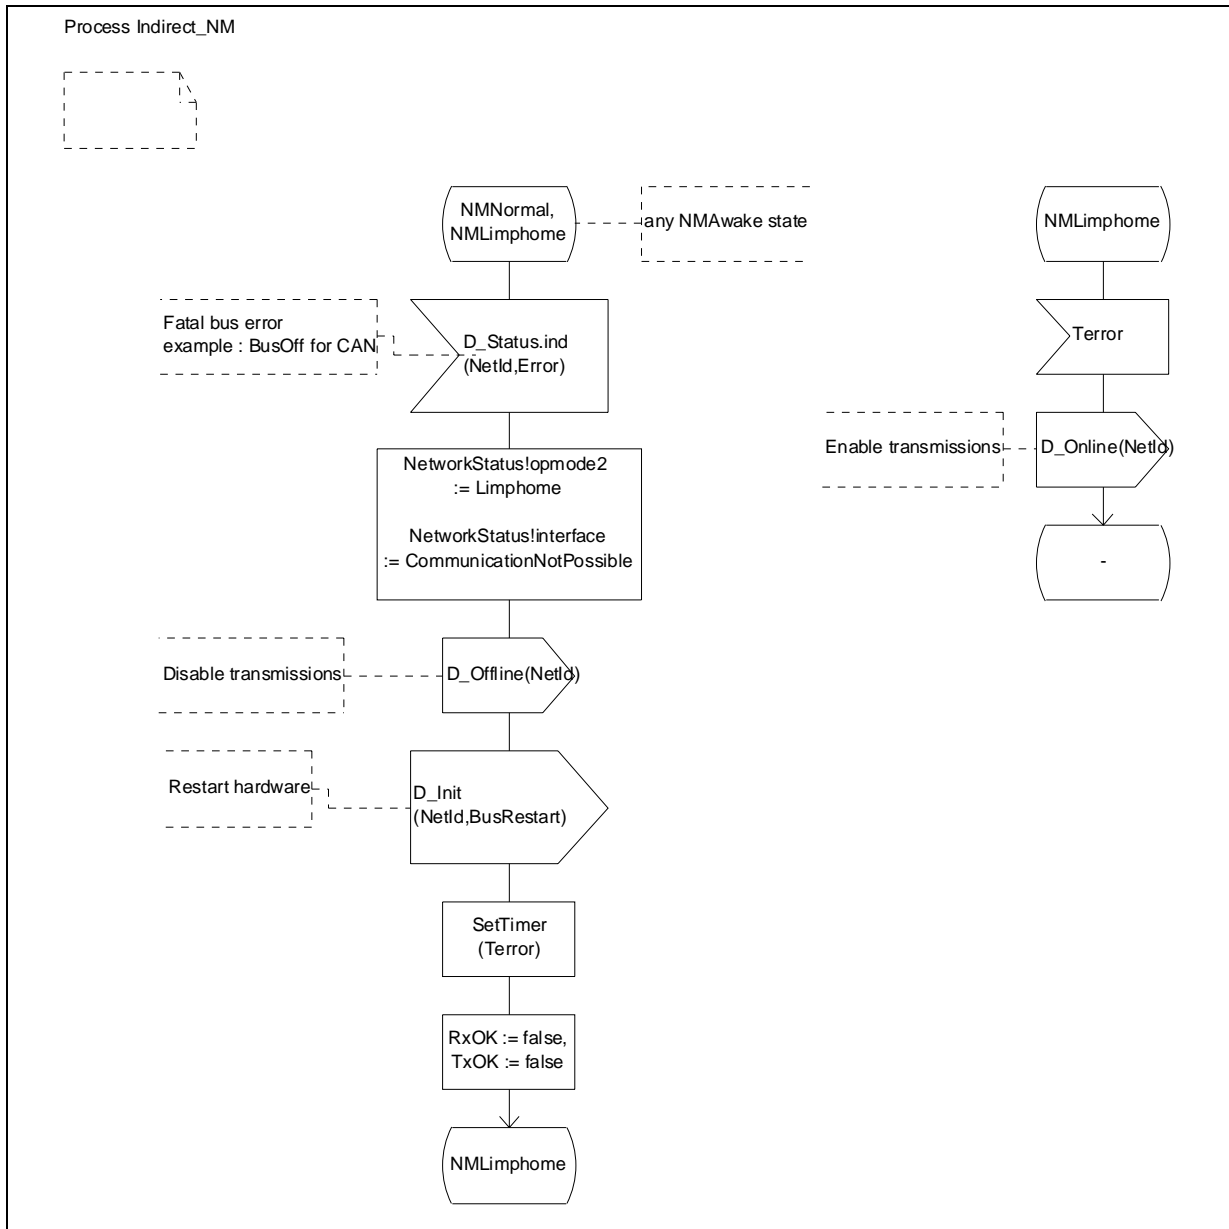 Process Indirect_NM
NMNormal,
NMLimphome
any NMAwake state
Fatal bus error
example : BusOff for CAN
D_Status.ind
(NetId,Error)
NetworkStatus!opmode2
:= Limphome
NetworkStatus!interface
:= CommunicationNotPossible
Disable transmissions
D_Offline(NetId)
Restart hardware
D_Init
(NetId,BusRestart)
SetTimer
(Terror)
RxOK := false,
TxOK := false
NMLimphome
NMLimphome
Terror
Enable transmissions
D_Online(NetId)
-